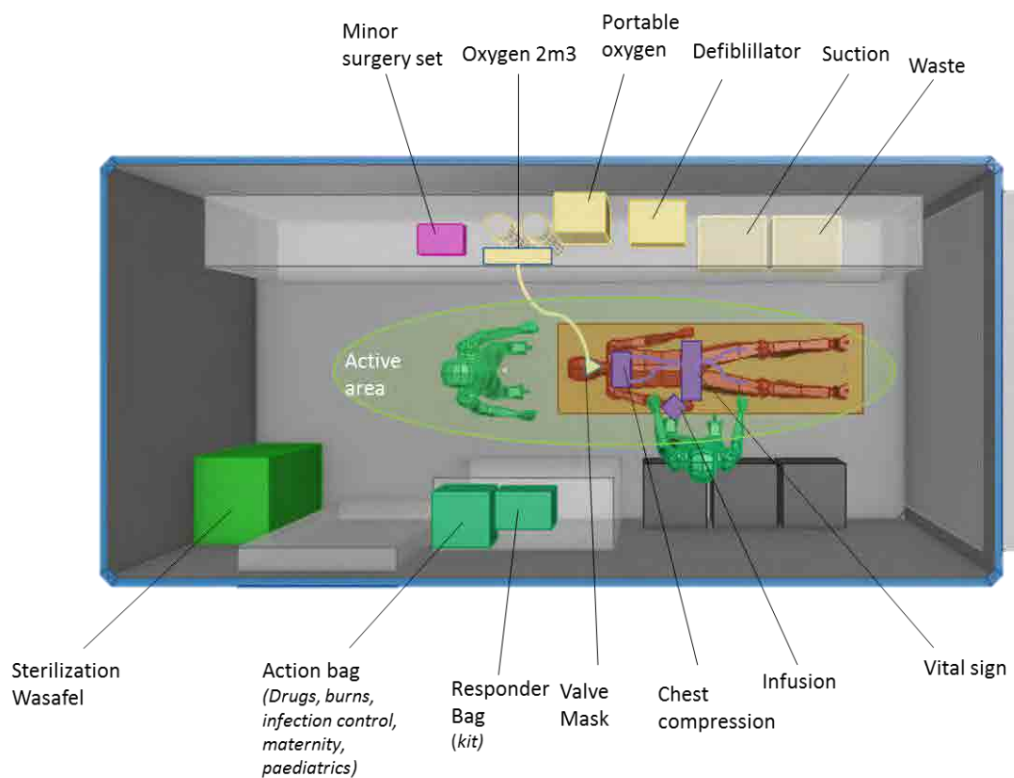 Minor
surgery set
Oxygen 2m3
Portable
oxygen
Defiblillator
Suction
Waste
Active
area
Sterilization
Wasafel
Action bag
(Drugs, burns,
infection control,
maternity,
paediatrics)
Responder
Bag
(kit)
Valve
Mask
Chest
compression
Infusion
Vital sign